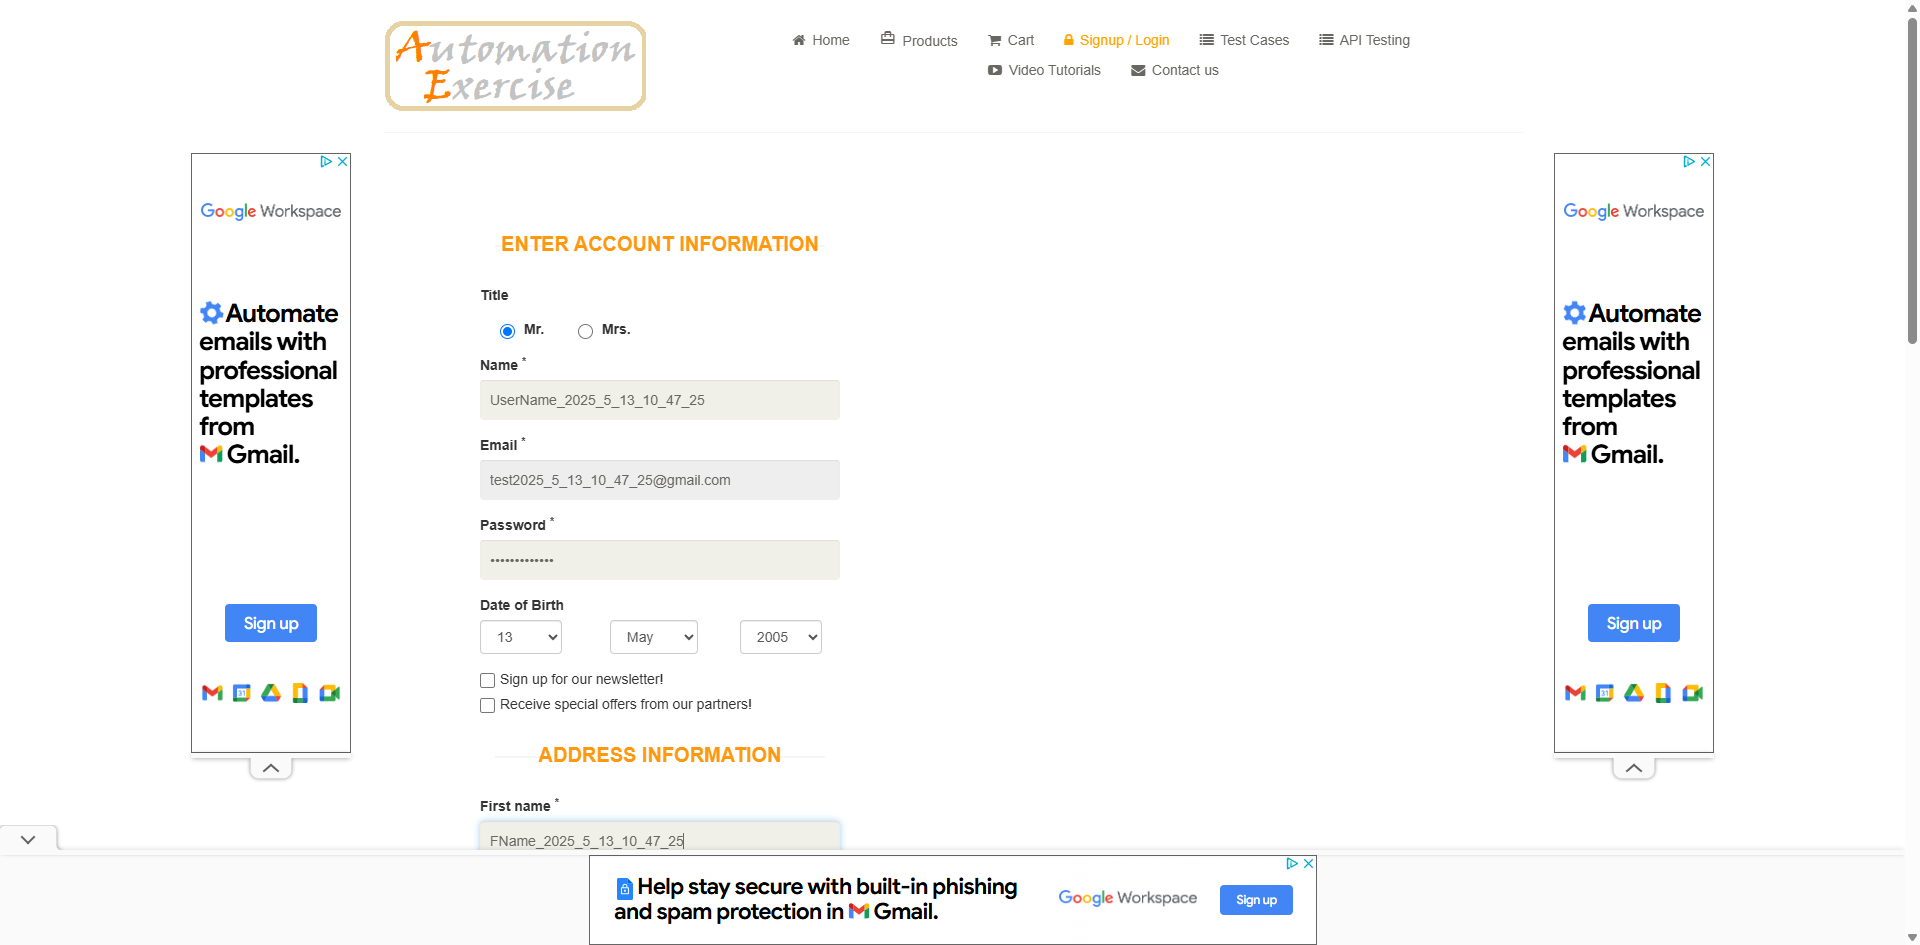 Automation
Exercise
Home
Products
Cart
Signup / Login
Test Cases
API Testing
Video Tutorials
Contact us
Google Workspace
Automate
emails with
professional
templates
from
Gmail.
Sign up
31
ENTER ACCOUNT INFORMATION
Title
Mr.
Mrs.
Name *
UserName_2025_5_13_10_47_25
Email *
test2025_5_13_10_47_25@gmail.com
Password *
•••••••••••••
Date of Birth
13
May
2005
Sign up for our newsletter!
Receive special offers from our partners!
ADDRESS INFORMATION
First name *
FName_2025_5_13_10_47_25
Google Workspace
Automate
emails with
professional
templates
from
Gmail.
Sign up
31
Help stay secure with built-in phishing
and spam protection in Gmail.
Google Workspace
Sign up